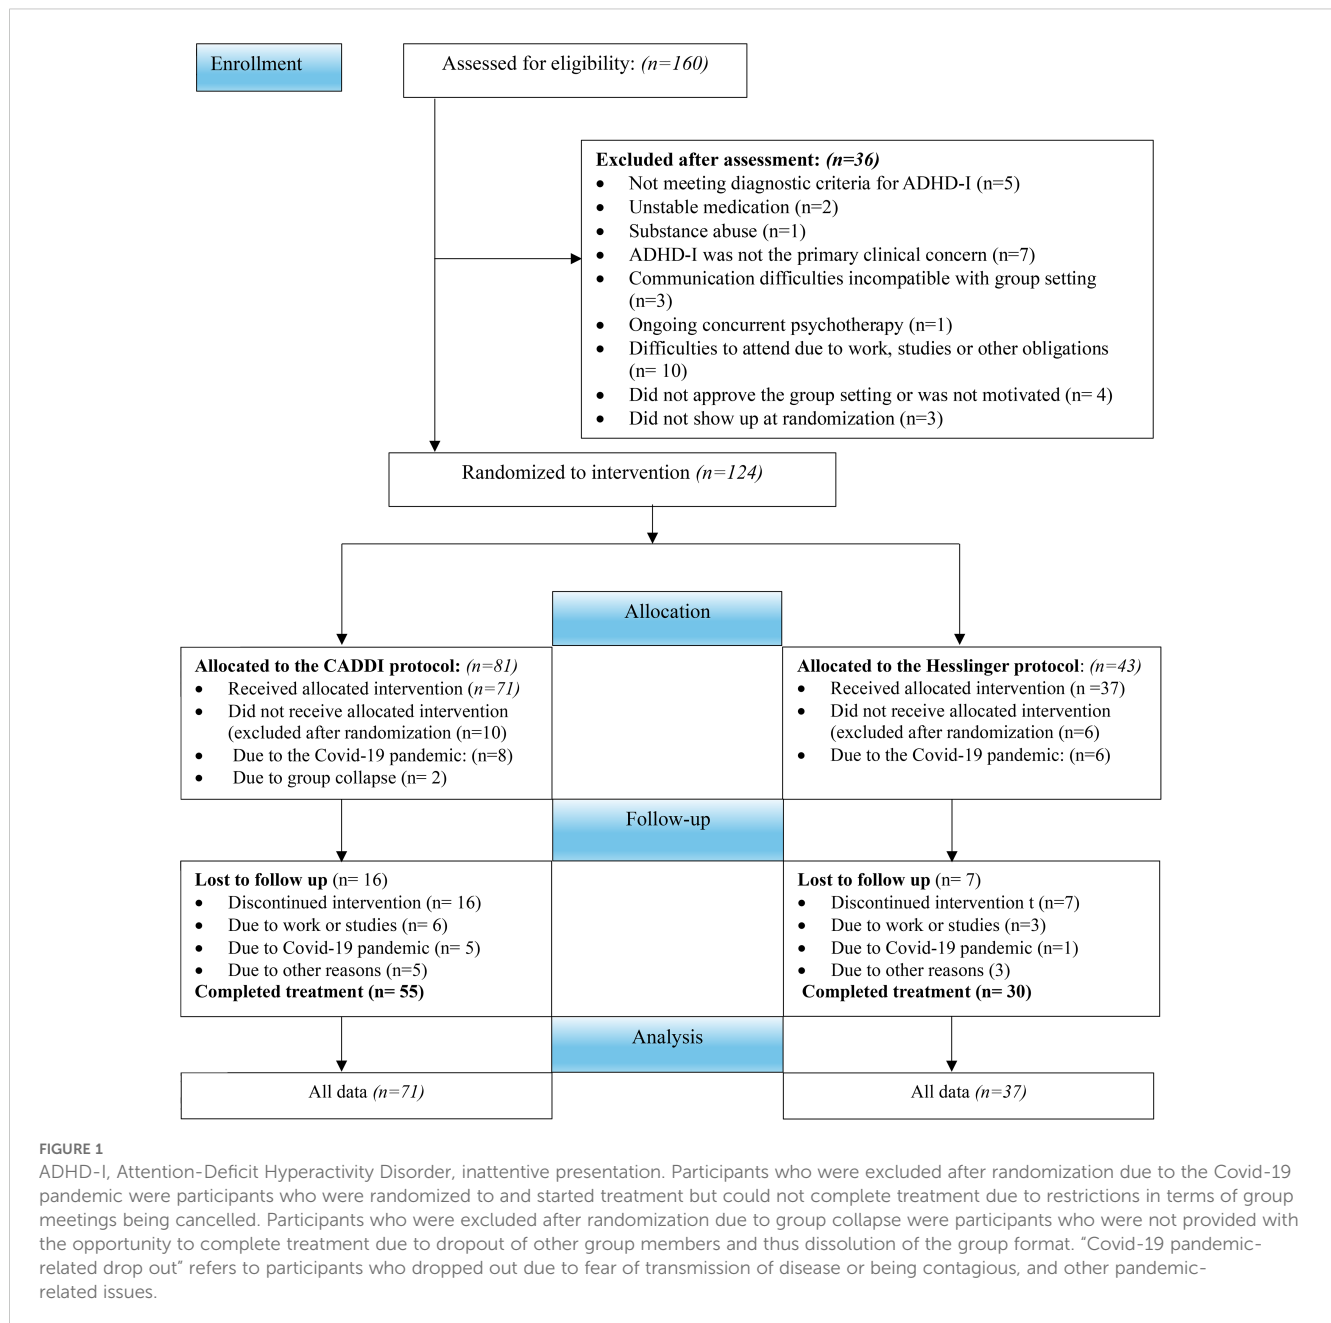 Enrollment
Assessed for eligibility: (n=160)
Excluded after assessment: (n=36)
• Not meeting diagnostic criteria for ADHD-I (n=5)
• Unstable medication (n=2)
• Substance abuse (n=1)
• ADHD-I was not the primary clinical concern (n=7)
• Communication difficulties incompatible with group setting
(n=3)
• Ongoing concurrent psychotherapy (n=1)
• Difficulties to attend due to work, studies or other obligations
(n= 10)
• Did not approve the group setting or was not motivated (n= 4)
• Did not show up at randomization (n=3)
Randomized to intervention (n=124)
Allocation
Allocated to the CADDI protocol: (n=81)
• Received allocated intervention (n=71)
• Did not receive allocated intervention
(excluded after randomization (n=10)
• Due to the Covid-19 pandemic: (n=8)
• Due to group collapse (n= 2)
Allocated to the Hesslinger protocol: (n=43)
• Received allocated intervention (n =37)
• Did not receive allocated intervention
(excluded after randomization (n=6)
• Due to the Covid-19 pandemic: (n=6)
Follow-up
Lost to follow up (n= 16)
• Discontinued intervention (n= 16)
• Due to work or studies (n= 6)
• Due to Covid-19 pandemic (n= 5)
• Due to other reasons (n=5)
Completed treatment (n= 55)
Lost to follow up (n= 7)
• Discontinued intervention t (n=7)
• Due to work or studies (n=3)
• Due to Covid-19 pandemic (n=1)
• Due to other reasons (3)
Completed treatment (n= 30)
Analysis
All data (n=71)
All data (n=37)
FIGURE 1
ADHD-I, Attention-Deficit Hyperactivity Disorder, inattentive presentation. Participants who were excluded after randomization due to the Covid-19
pandemic were participants who were randomized to and started treatment but could not complete treatment due to restrictions in terms of group
meetings being cancelled. Participants who were excluded after randomization due to group collapse were participants who were not provided with
the opportunity to complete treatment due to dropout of other group members and thus dissolution of the group format. “Covid-19 pandemic-
related drop out” refers to participants who dropped out due to fear of transmission of disease or being contagious, and other pandemic-
related issues.